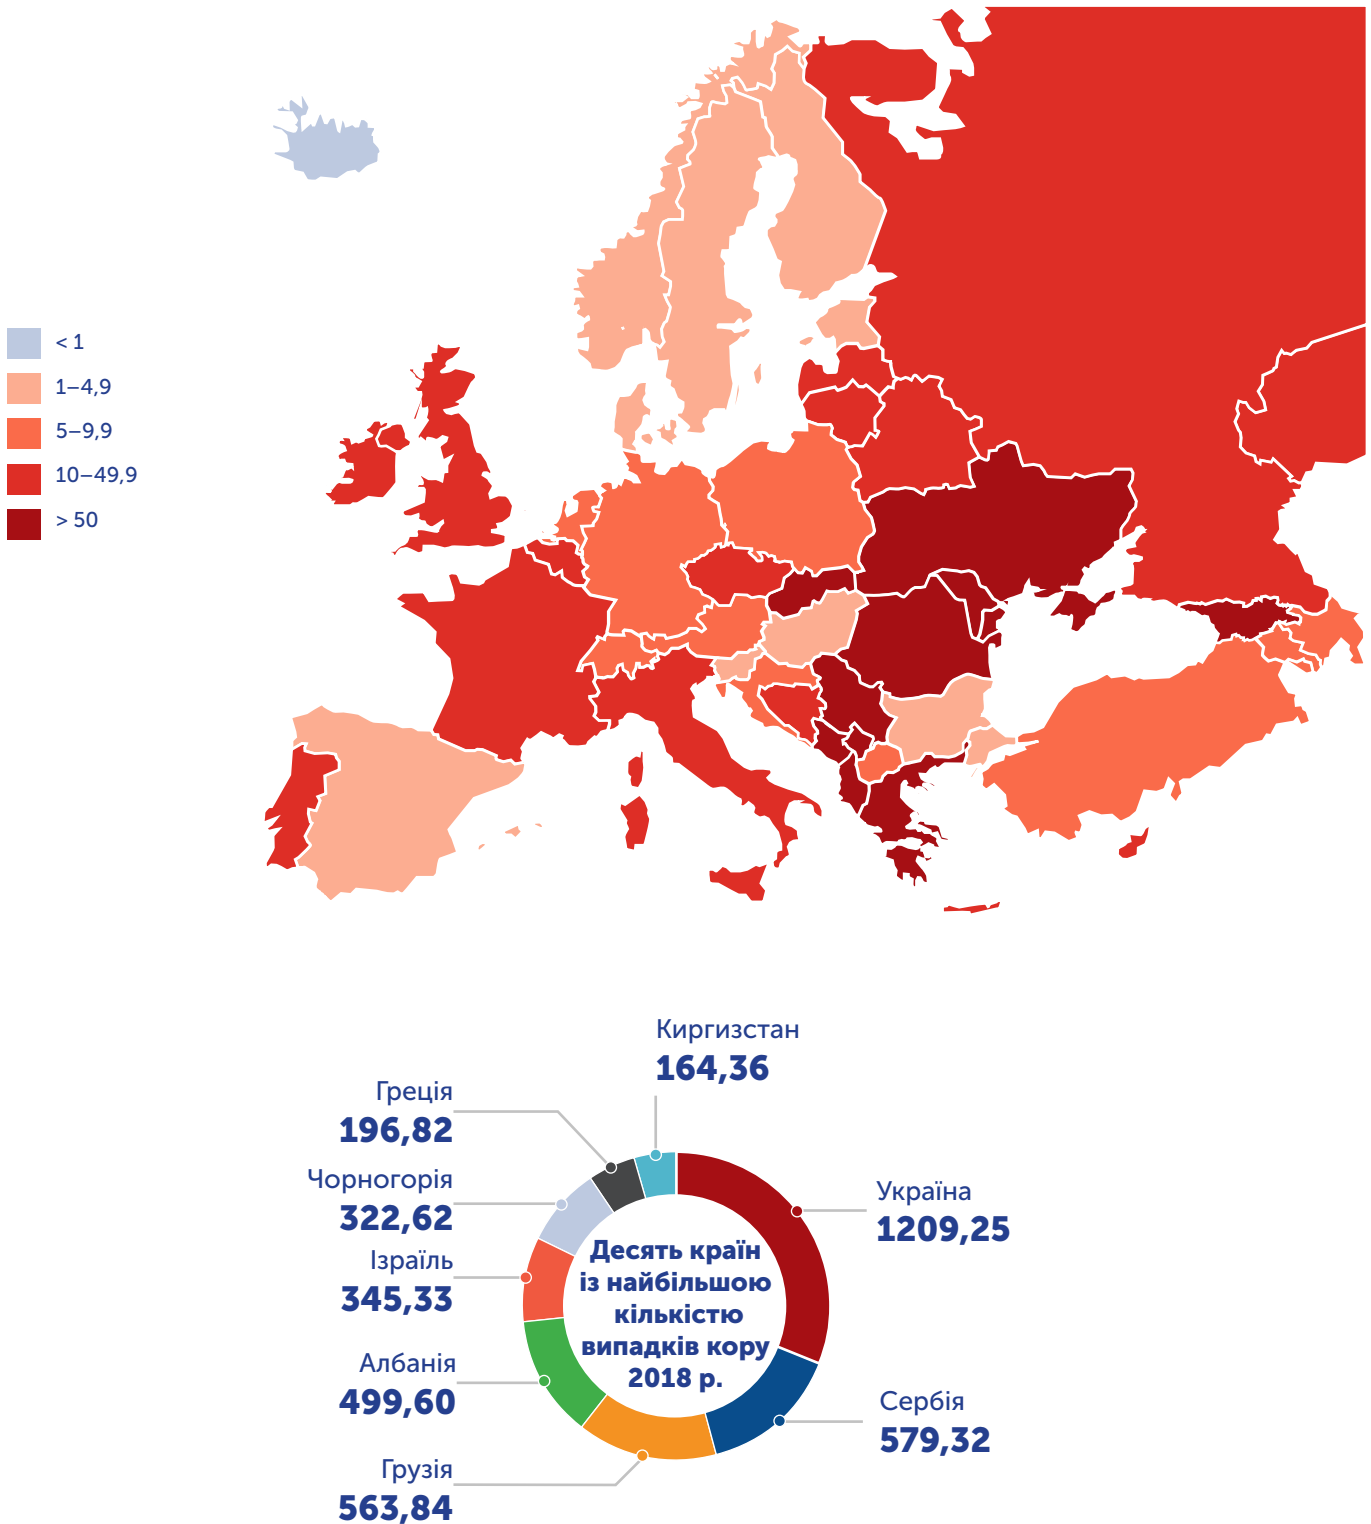 < 1
1–4,9
5–9,9
10–49,9
> 50
Киргизстан
164,36
Греція
196,82
Чорногорія
322,62
Ізраїль
345,33
Албанія
499,60
Грузія
563,84
Україна
1209,25
Сербія
579,32
Десять країн
із найбільшою
кількістю
випадків кору
2018 р.